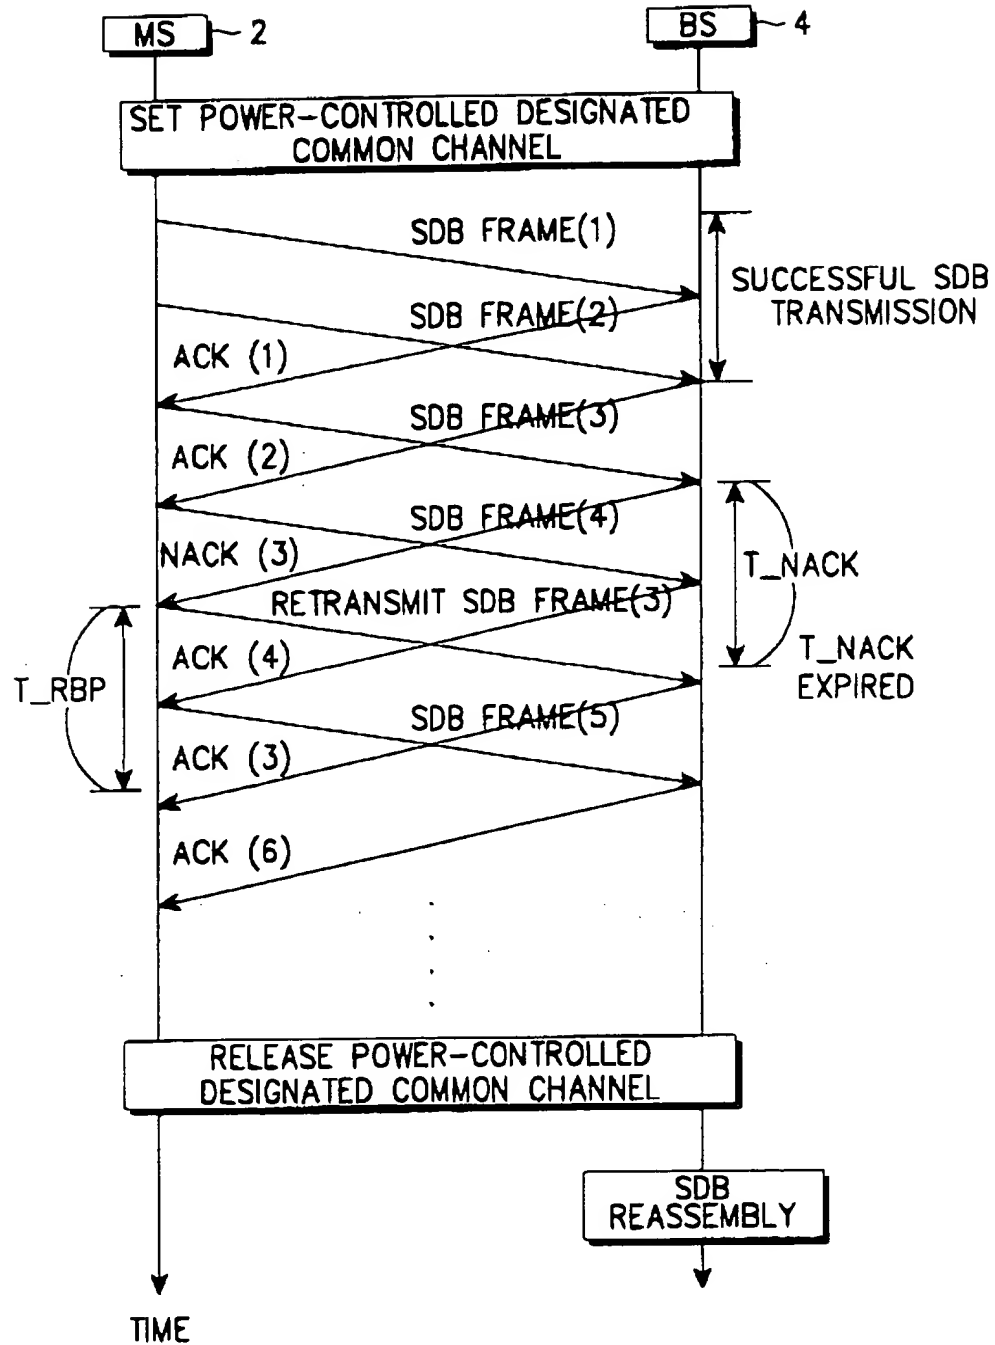 MS 2
BS 4
SET POWER-CONTROLLED DESIGNATED
COMMON CHANNEL
SDB FRAME(1)
SUCCESSFUL SDB
TRANSMISSION
SDB FRAME(2)
ACK (1)
SDB FRAME(3)
ACK (2)
SDB FRAME(4)
NACK (3)
T_NACK
RETRANSMIT SDB FRAME(3)
T_NACK
EXPIRED
ACK (4)
T_RBP
SDB FRAME(5)
ACK (3)
ACK (6)
RELEASE POWER-CONTROLLED
DESIGNATED COMMON CHANNEL
SDB
REASSEMBLY
TIME